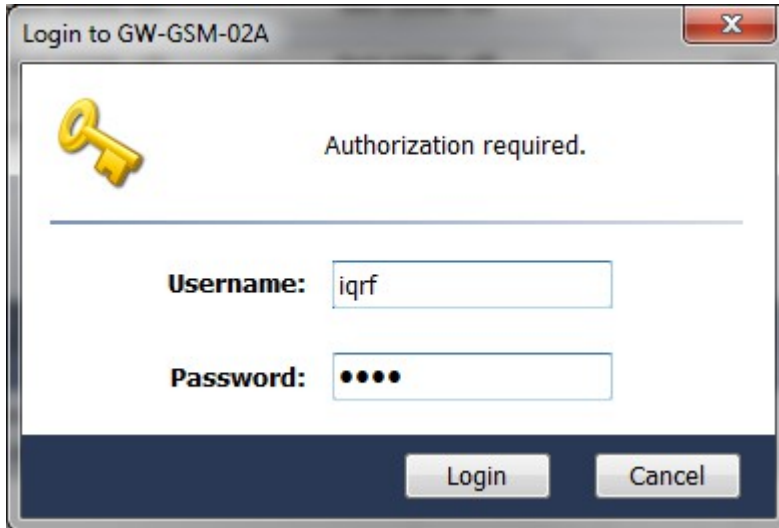 Login to GW-GSM-02A
Authorization required.
Username: iqrf
Password: ●●●●
Login Cancel